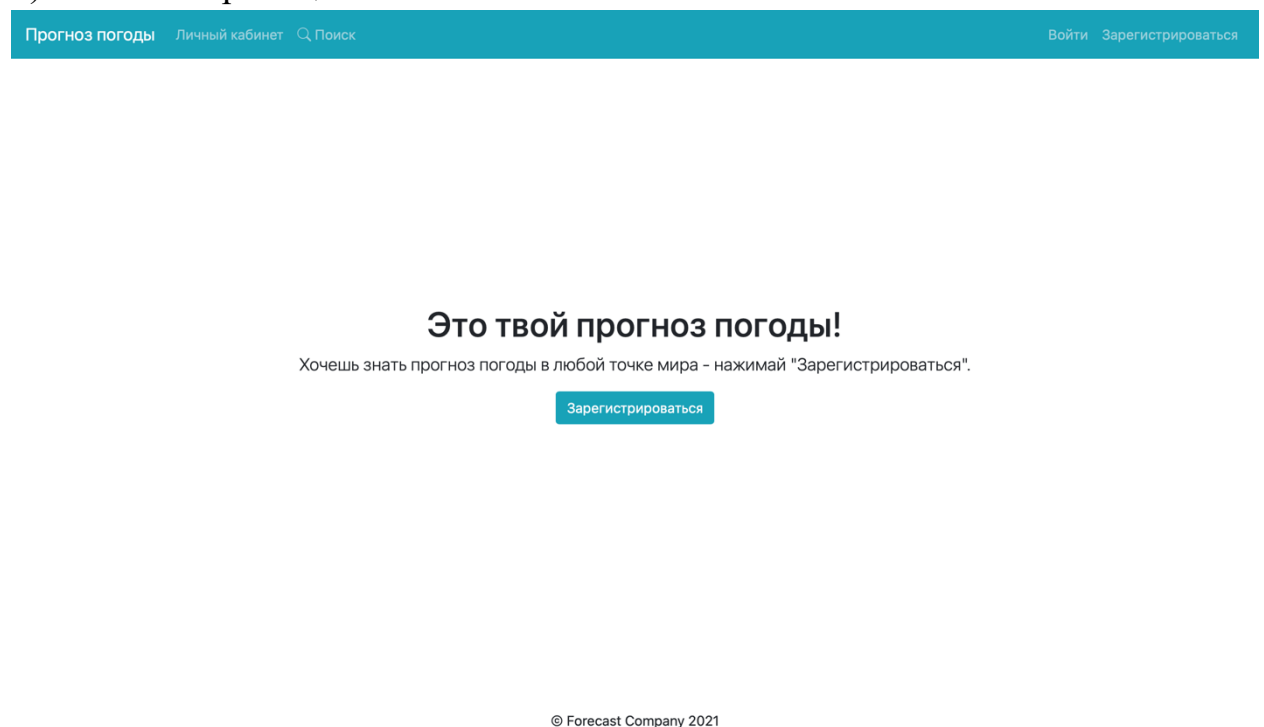 Прогноз погоды Личный кабинет Поиск Войти Зарегистрироваться
Это твой прогноз погоды!
Хочешь знать прогноз погоды в любой точке мира - нажимай "Зарегистрироваться".
Зарегистрироваться
© Forecast Company 2021